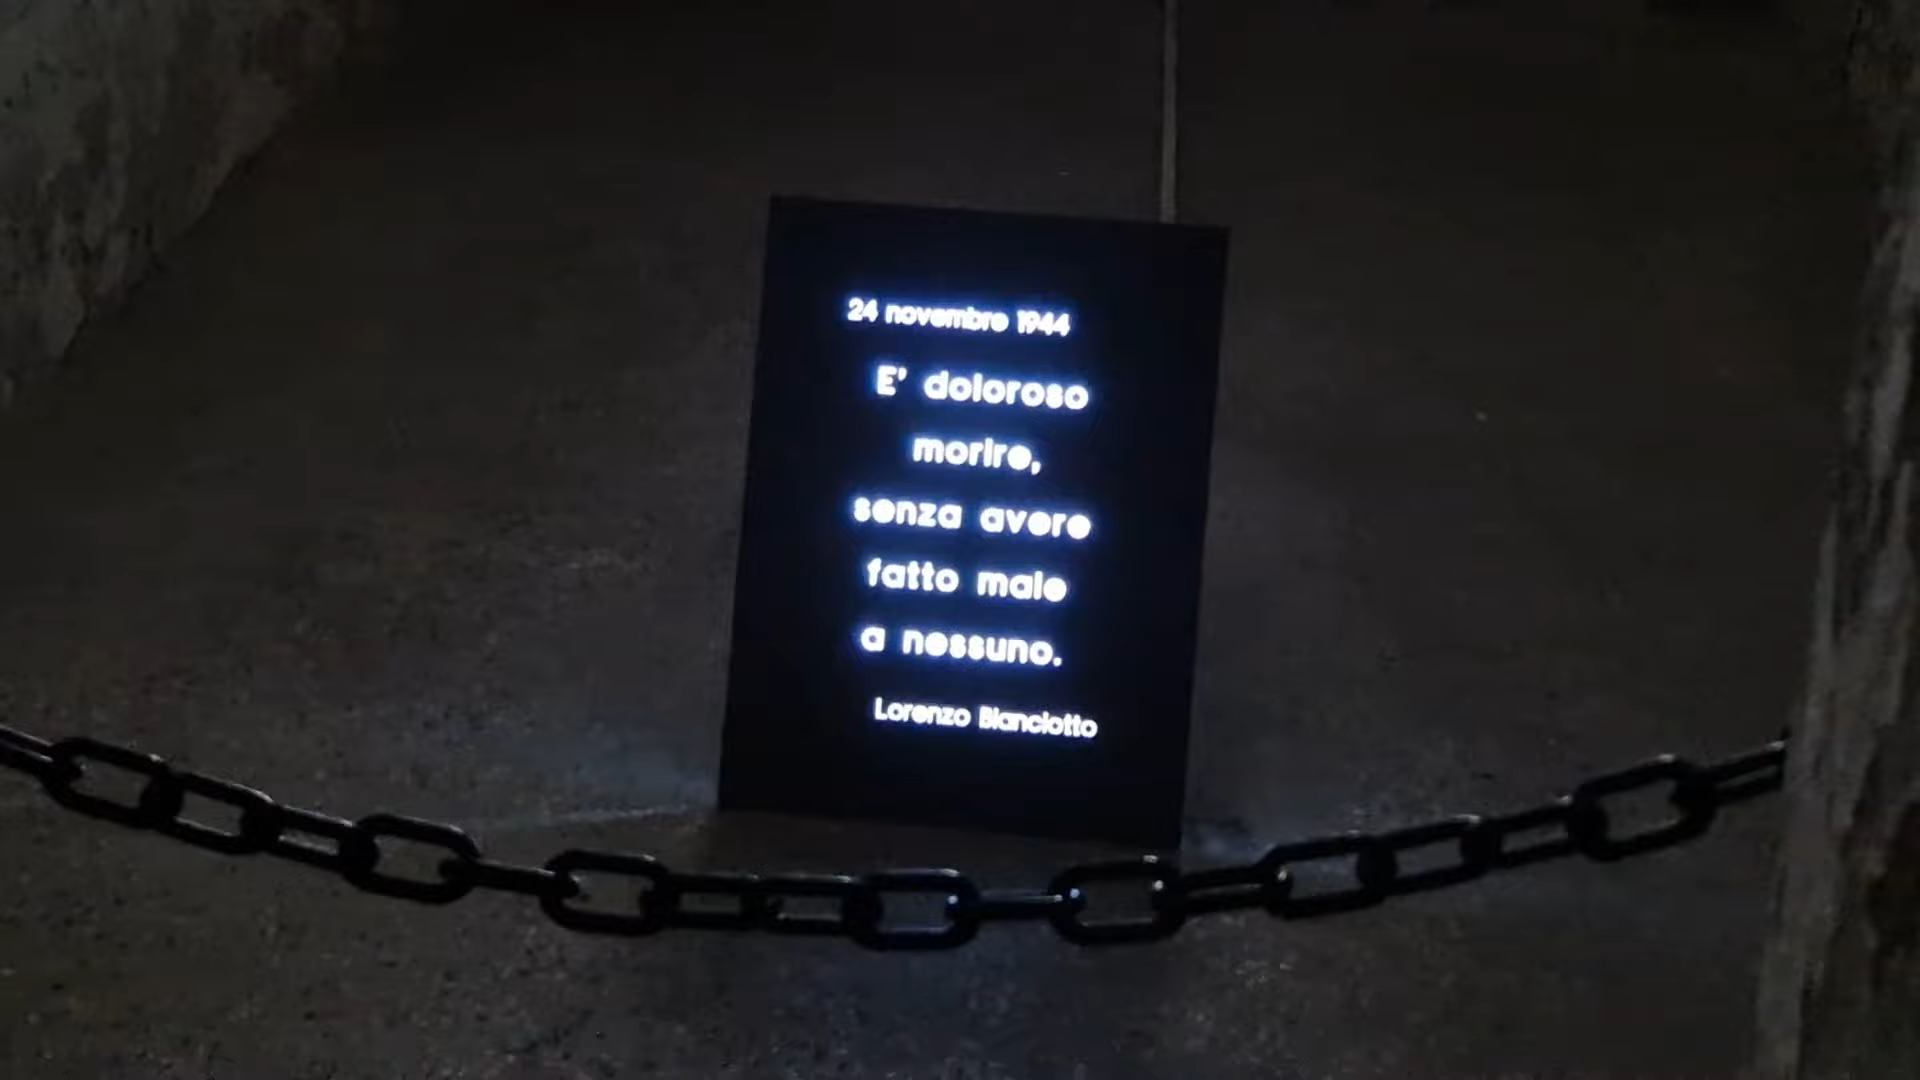 24 novembre 1944
E' doloroso
morire,
senza avere
fatto male
a nessuno.
Lorenzo Bianciotto